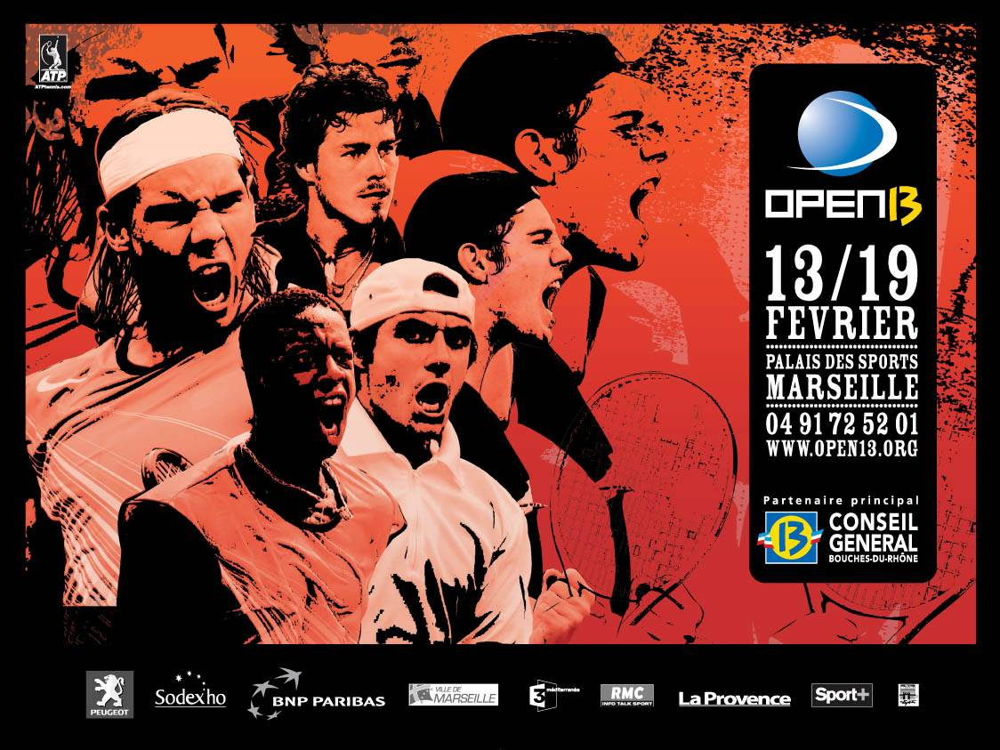 ATP
ATPtennis.com
OPEN13
13/19
FEVRIER
PALAIS DES SPORTS
MARSEILLE
04 91 72 52 01
WWW.OPEN13.ORG
Partenaire principal
13
CONSEIL
GENERAL
BOUCHES-DU-RHÔNE
PEUGEOT
Sodexho
BNP PARIBAS
VILLE DE
MARSEILLE
3 méditerranée
RMC
INFO TALK SPORT
La Provence
Sport+